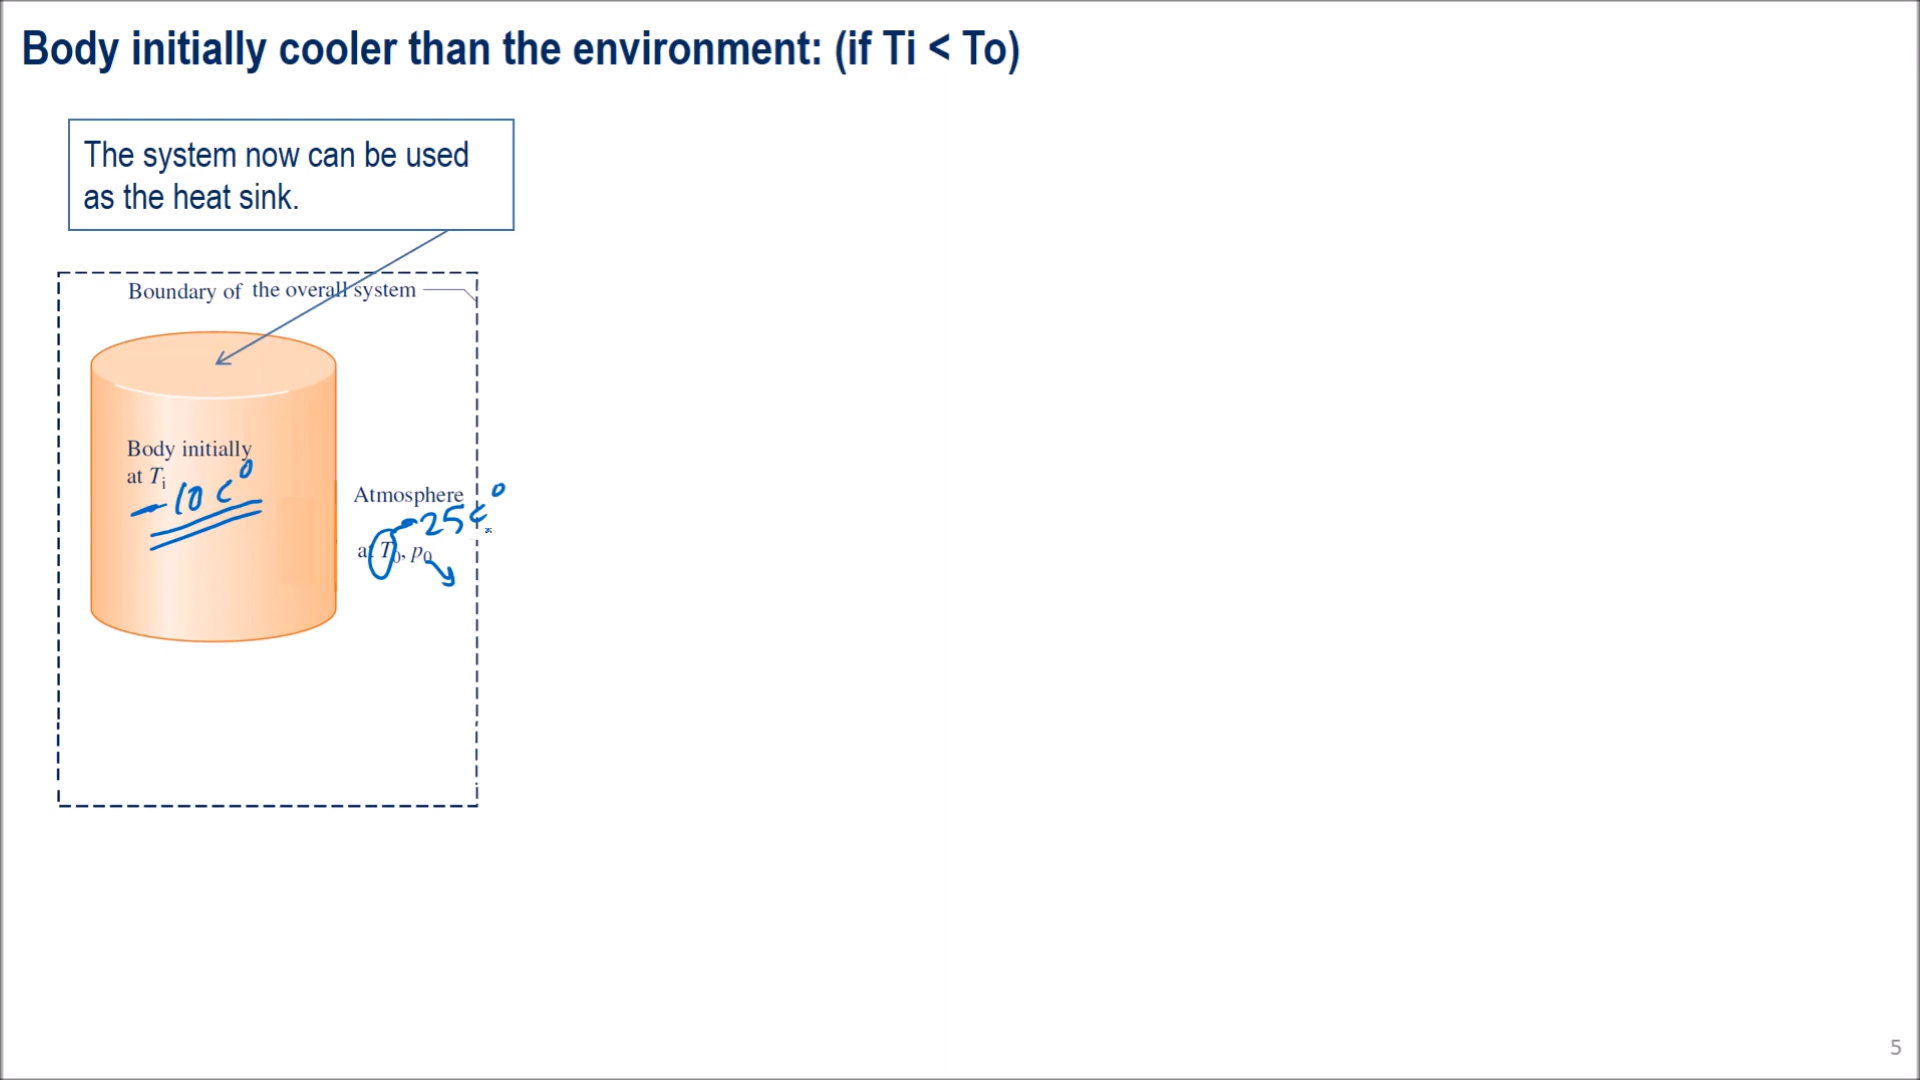 Body initially cooler than the environment: (if Ti < To)
The system now can be used
as the heat sink.
Boundary of the overall system
Body initially
at Ti
-10 c°
Atmosphere
25 c°
at T0, p0
5